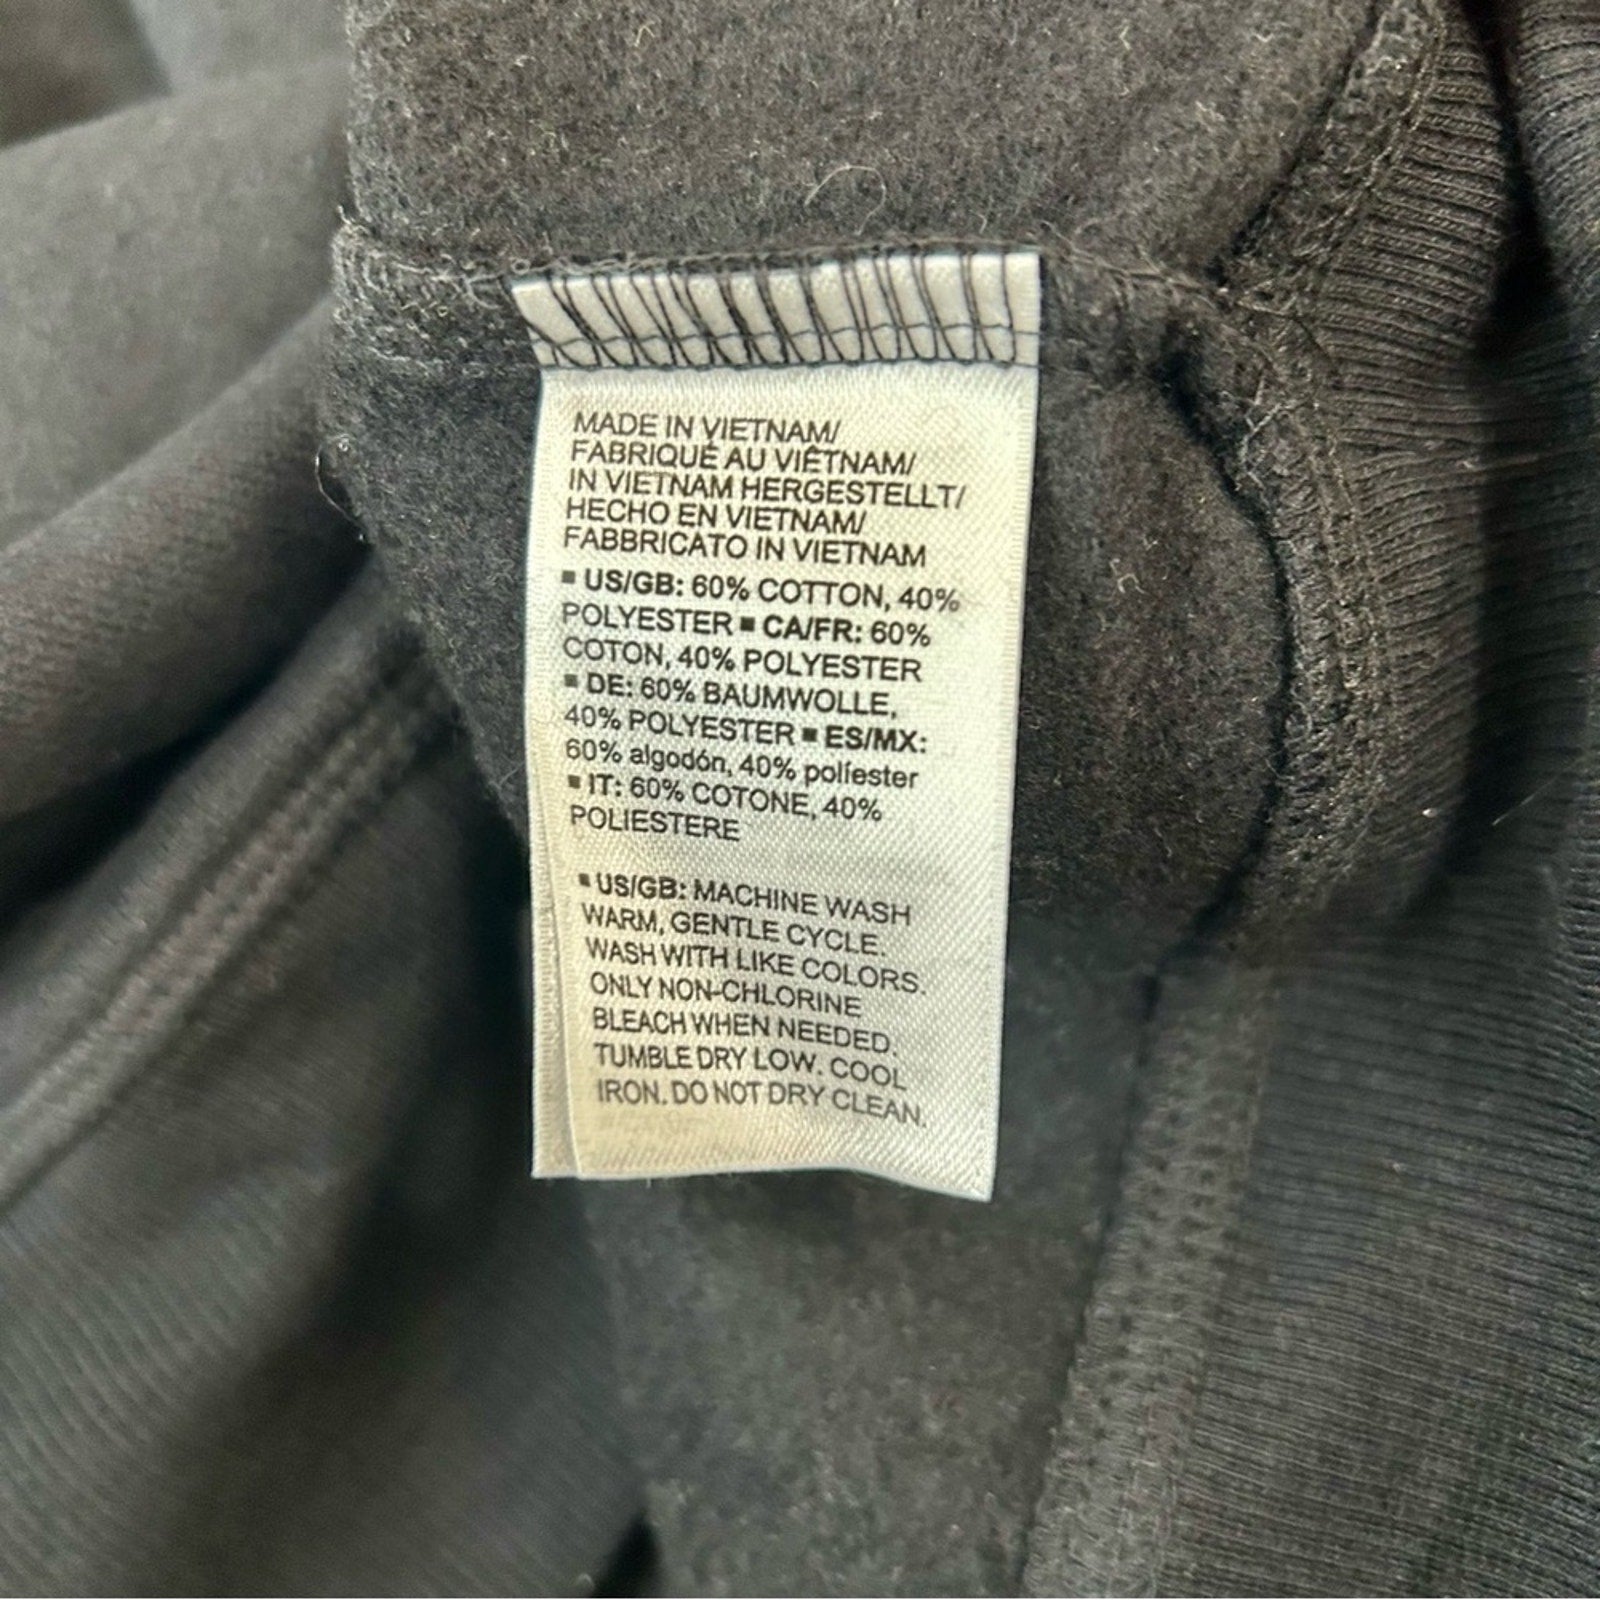 MADE IN VIETNAM/
FABRIQUÉ AU VIÊTNAM/
IN VIETNAM HERGESTELLT/
HECHO EN VIETNAM/
FABBRICATO IN VIETNAM
▪ US/GB: 60% COTTON, 40%
POLYESTER ▪ CA/FR: 60%
COTON, 40% POLYESTER
▪ DE: 60% BAUMWOLLE,
40% POLYESTER ▪ ES/MX:
60% algodón, 40% poliester
▪ IT: 60% COTONE, 40%
POLIESTERE
▪ US/GB: MACHINE WASH
WARM, GENTLE CYCLE.
WASH WITH LIKE COLORS.
ONLY NON-CHLORINE
BLEACH WHEN NEEDED.
TUMBLE DRY LOW. COOL
IRON. DO NOT DRY CLEAN.